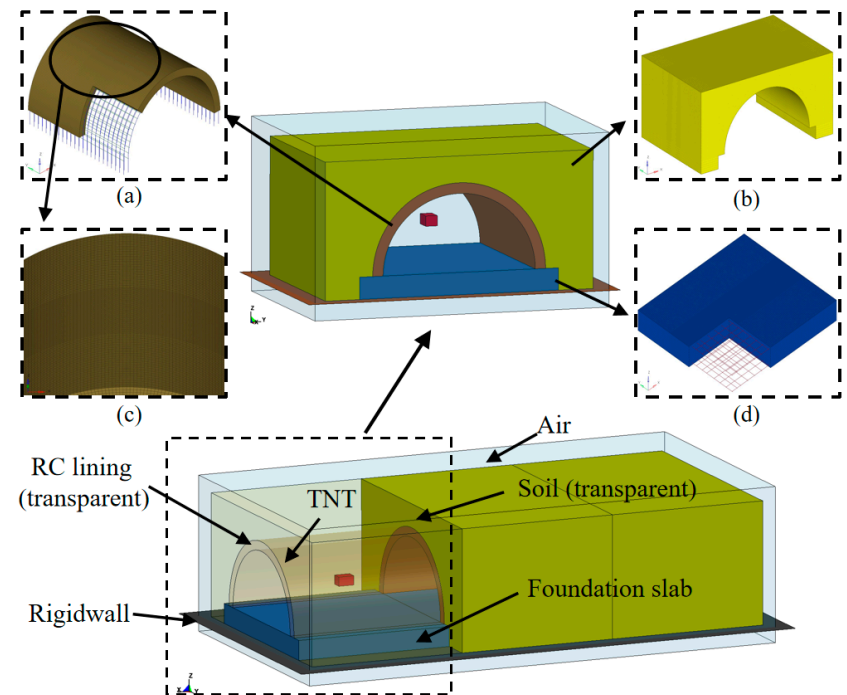 (a)
(b)
(c)
(d)
Z
X
Y
Air
RC lining
(transparent)
TNT
Soil (transparent)
Foundation slab
Rigidwall
Z
X
Y